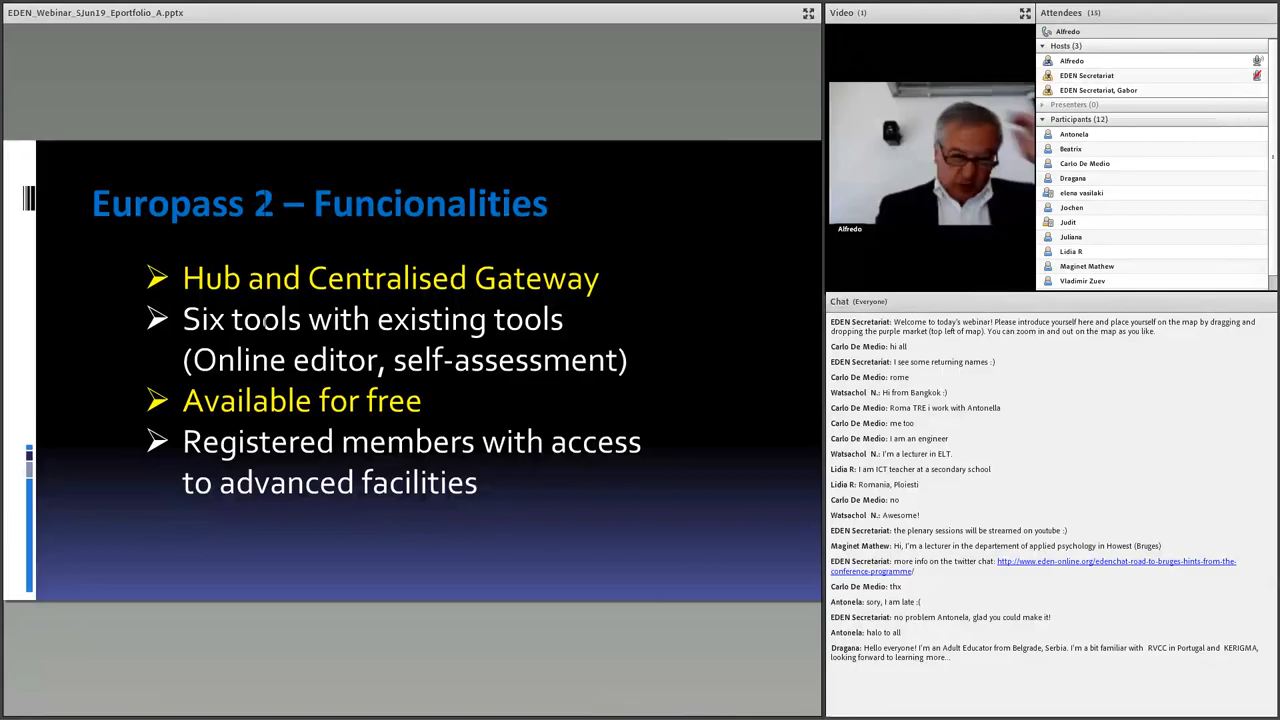 EDEN_Webinar_5Jun19_Eportfolio_A.pptx
Europass 2 – Funcionalities
Hub and Centralised Gateway
Six tools with existing tools
(Online editor, self-assessment)
Available for free
Registered members with access
to advanced facilities
Video (1)
Alfredo
Attendees (15)
Alfredo
Hosts (3)
Alfredo
EDEN Secretariat
EDEN Secretariat, Gabor
Presenters (0)
Participants (12)
Antonela
Beatrix
Carlo De Medio
Dragana
elena vasilaki
Jochen
Judit
Juliana
Lidia R
Maginet Mathew
Vladimir Zuev
Chat (Everyone)
EDEN Secretariat: Welcome to today's webinar! Please introduce yourself here and place yourself on the map by dragging and
dropping the purple market (top left of map). You can zoom in and out on the map as you like.
Carlo De Medio: hi all
EDEN Secretariat: I see some returning names :)
Carlo De Medio: rome
Watsachol N.: Hi from Bangkok :)
Carlo De Medio: Roma TRE i work with Antonella
Carlo De Medio: me too
Carlo De Medio: I am an engineer
Watsachol N.: I'm a lecturer in ELT.
Lidia R: I am ICT teacher at a secondary school
Lidia R: Romania, Ploiesti
Carlo De Medio: no
Watsachol N.: Awesome!
EDEN Secretariat: the plenary sessions will be streamed on youtube :)
Maginet Mathew: Hi, I'm a lecturer in the departement of applied psychology in Howest (Bruges)
EDEN Secretariat: more info on the twitter chat: http://www.eden-online.org/edenchat-road-to-bruges-hints-from-the-
conference-programme/
Carlo De Medio: thx
Antonela: sory, I am late :(
EDEN Secretariat: no problem Antonela, glad you could make it!
Antonela: halo to all
Dragana: Hello everyone! I'm an Adult Educator from Belgrade, Serbia. I'm a bit familiar with RVCC in Portugal and KERIGMA,
looking forward to learning more...